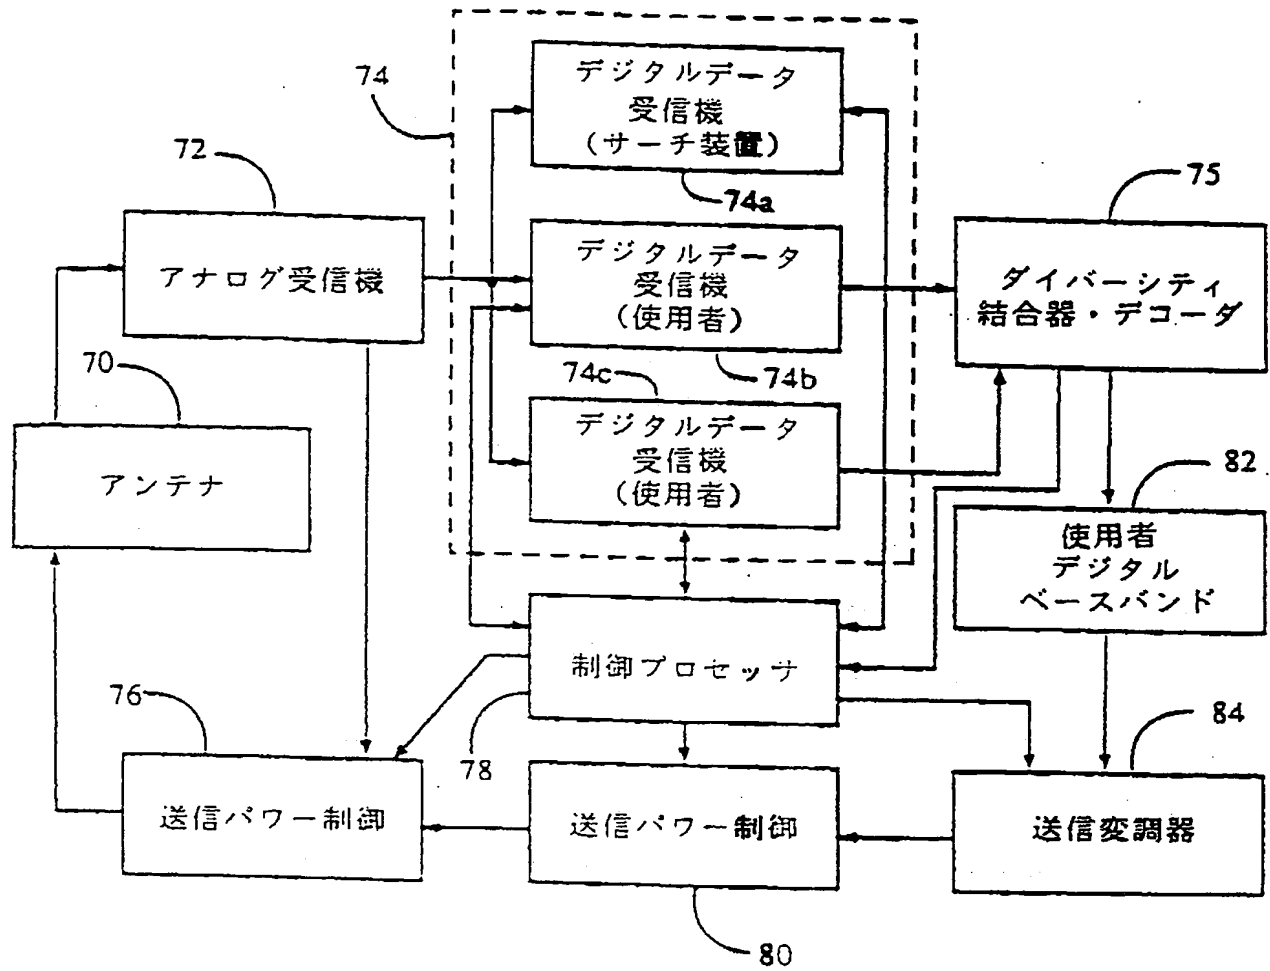 74
デジタルデータ
受信機
(サーチ装置)
74a
72
アナログ受信機
デジタルデータ
受信機
(使用者)
74b
75
ダイバーシティ
結合器・デコーダ
70
アンテナ
74c
デジタルデータ
受信機
(使用者)
82
使用者
デジタル
ベースバンド
制御プロセッサ
78
76
送信パワー制御
送信パワー制御
80
84
送信変調器